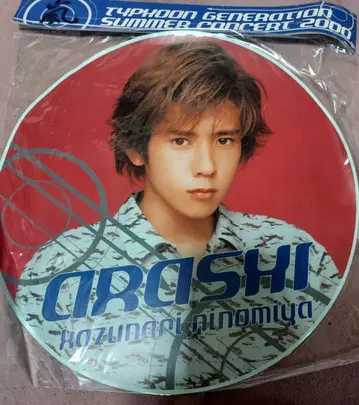 TYPHOON GENERATION
SUMMER CONCERT 2000
ARASHI
Kazunari Ninomiya